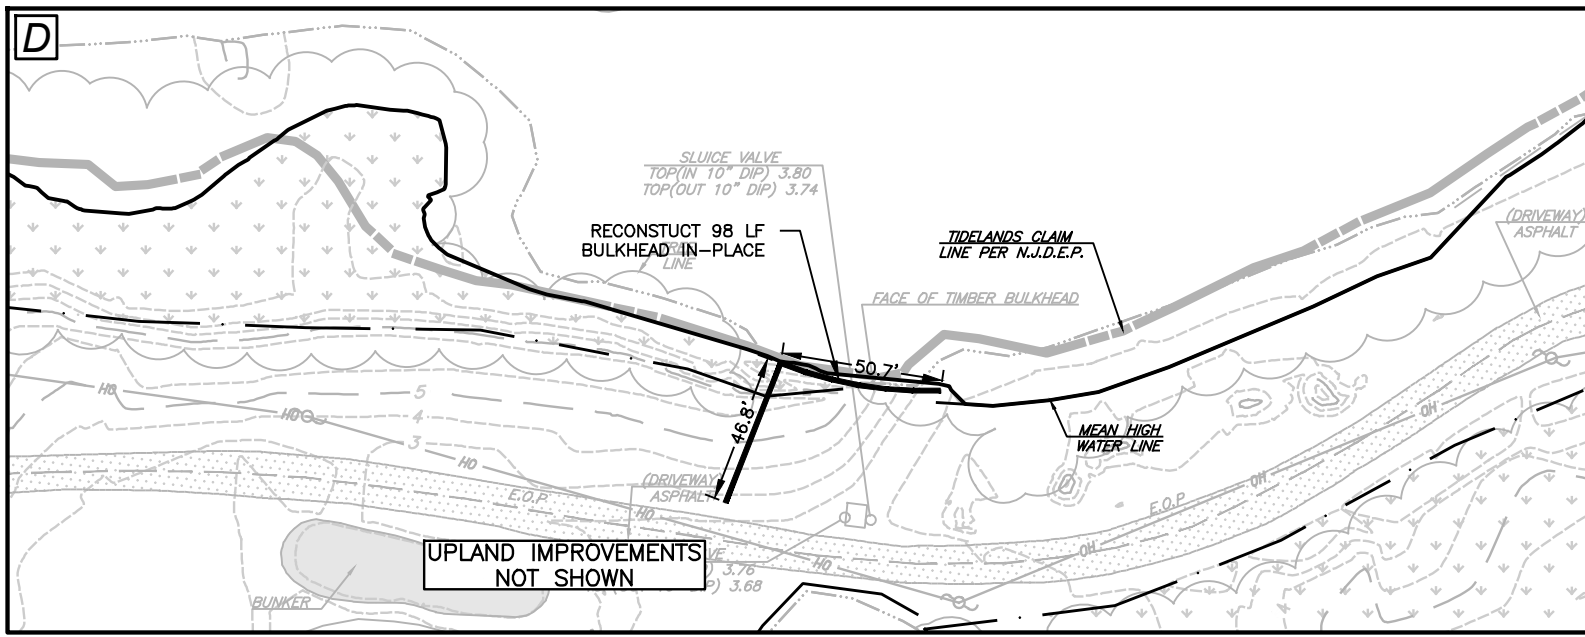 D
SLUICE VALVE
TOP(IN 10" DIP) 3.80
TOP(OUT 10" DIP) 3.74
RECONSTUCT 98 LF
BULKHEAD IN-PLACE
LINE
TIDELANDS CLAIM
LINE PER N.J.D.E.P.
(DRIVEWAY)
ASPHALT
FACE OF TIMBER BULKHEAD
50.7'
46.8'
HO
HO
5
4
3
HO
MEAN HIGH
WATER LINE
OH
OH
(DRIVEWAY)
ASPHALT
E.O.P.
E.O.P.
HO
OH
HO
UPLAND IMPROVEMENTS
NOT SHOWN
3.76
3.68
BUNKER